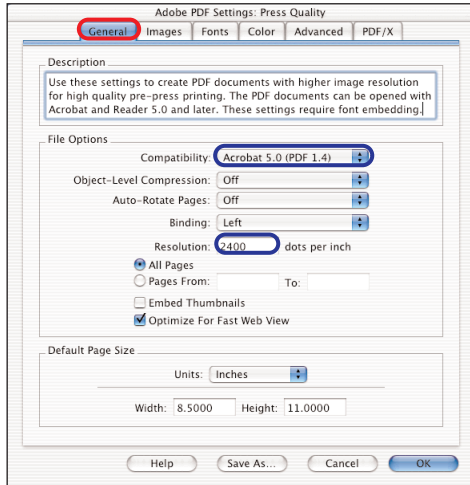 Adobe PDF Settings: Press Quality
General Images Fonts Color Advanced PDF/X
Description
Use these settings to create PDF documents with higher image resolution
for high quality pre-press printing. The PDF documents can be opened with
Acrobat and Reader 5.0 and later. These settings require font embedding.
File Options
Compatibility: Acrobat 5.0 (PDF 1.4)
Object-Level Compression: Off
Auto-Rotate Pages: Off
Binding: Left
Resolution: 2400 dots per inch
All Pages
Pages From: To:
Embed Thumbnails
Optimize For Fast Web View
Default Page Size
Units: Inches
Width: 8.5000 Height: 11.0000
Help Save As... Cancel OK